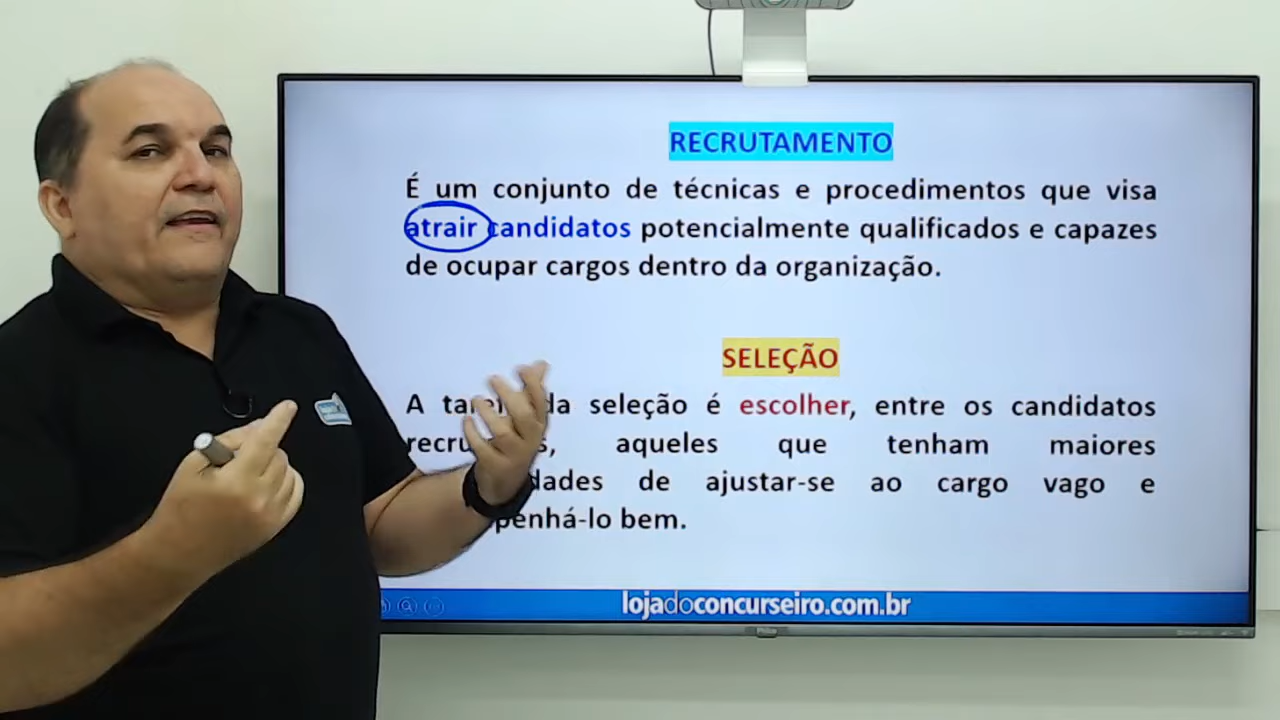 RECRUTAMENTO
É um conjunto de técnicas e procedimentos que visa
atrair candidatos potencialmente qualificados e capazes
de ocupar cargos dentro da organização.
SELEÇÃO
A da seleção é escolher, entre os candidatos
aqueles que tenham maiores
de ajustar-se ao cargo vago e
bem.
lojadoconcurseiro.com.br